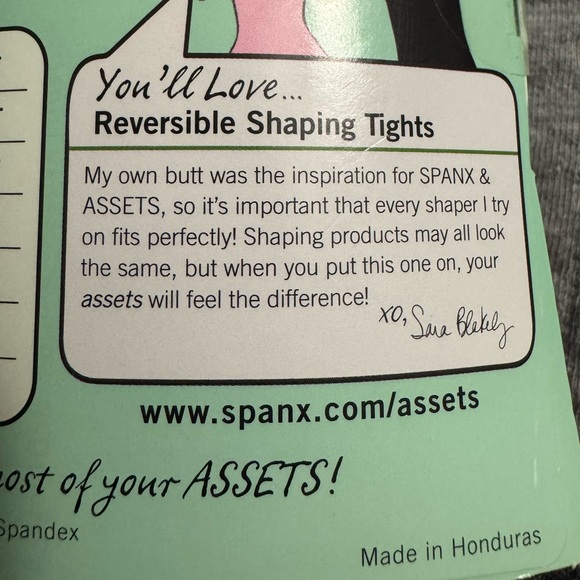 You'll Love...
Reversible Shaping Tights
My own butt was the inspiration for SPANX &
ASSETS, so it's important that every shaper I try
on fits perfectly! Shaping products may all look
the same, but when you put this one on, your
assets will feel the difference!
XO, Sara Blakely
www.spanx.com/assets
of your ASSETS!
Spandex
Made in Honduras